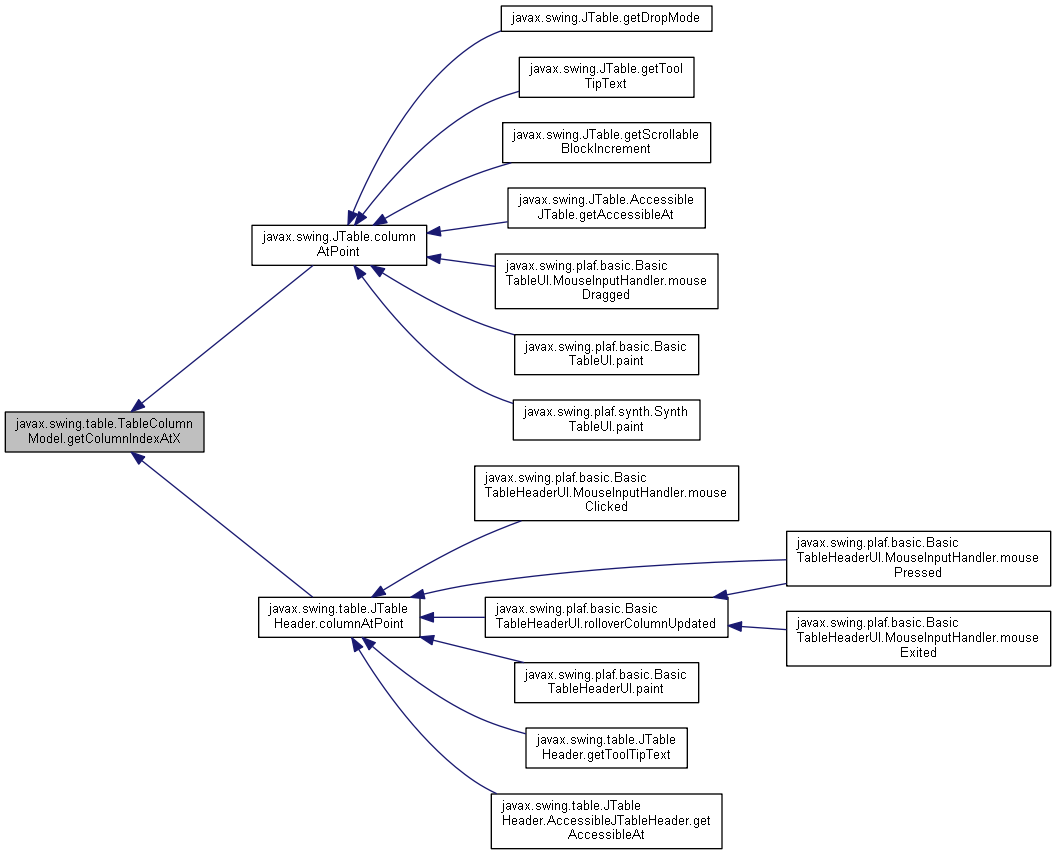 javax.swing.JTable.getDropMode
javax.swing.JTable.getTool
TipText
javax.swing.JTable.getScrollable
BlockIncrement
javax.swing.JTable.Accessible
JTable.getAccessibleAt
javax.swing.JTable.column
AtPoint
javax.swing.plaf.basic.Basic
TableUI.MouseInputHandler.mouse
Dragged
javax.swing.plaf.basic.Basic
TableUI.paint
javax.swing.plaf.synth.Synth
TableUI.paint
javax.swing.table.TableColumn
Model.getColumnIndexAtX
javax.swing.plaf.basic.Basic
TableHeaderUI.MouseInputHandler.mouse
Clicked
javax.swing.plaf.basic.Basic
TableHeaderUI.MouseInputHandler.mouse
Pressed
javax.swing.table.JTable
Header.columnAtPoint
javax.swing.plaf.basic.Basic
TableHeaderUI.rolloverColumnUpdated
javax.swing.plaf.basic.Basic
TableHeaderUI.MouseInputHandler.mouse
Exited
javax.swing.plaf.basic.Basic
TableHeaderUI.paint
javax.swing.table.JTable
Header.getToolTipText
javax.swing.table.JTable
Header.AccessibleJTableHeader.get
AccessibleAt